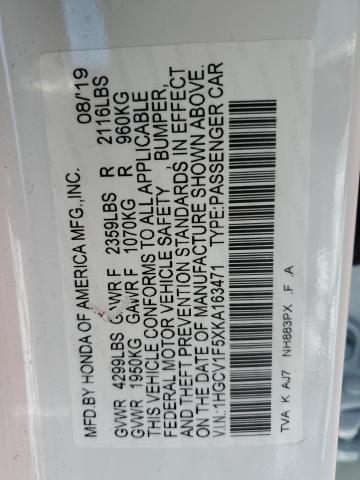 MFD.BY HONDA OF AMERICA MFG.,INC. 08/19
GVWR 4299LBS GAWR F 2359LBS R 2116LBS
GVWR 1950KG GAWR F 1070KG R 960KG
THIS VEHICLE CONFORMS TO ALL APPLICABLE
FEDERAL MOTOR VEHICLE SAFETY , BUMPER,
AND THEFT PREVENTION STANDARDS IN EFFECT
ON THE DATE OF MANUFACTURE SHOWN ABOVE.
V.I.N.:1HGCV1F5XKA163471 TYPE:PASSENGER CAR
TVA K AJ7 NH883PX .F .A